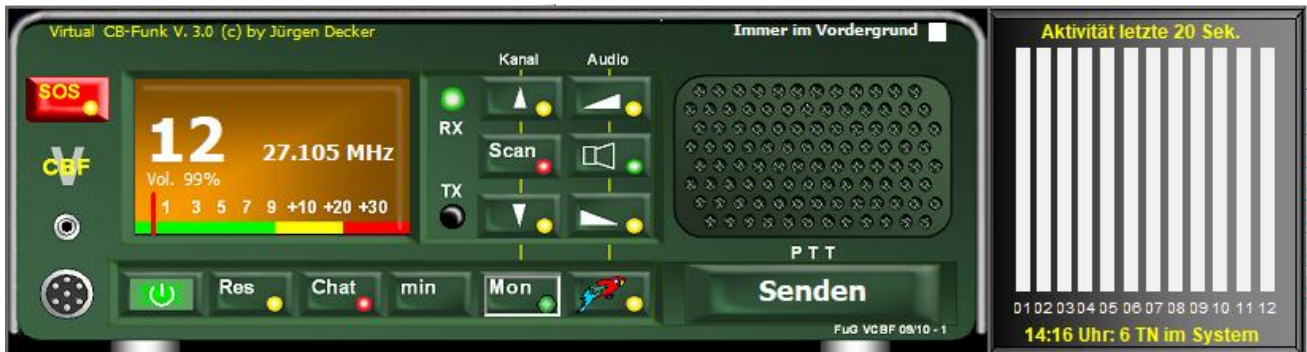 Virtual CB-Funk V. 3.0 (c) by Jürgen Decker
Immer im Vordergrund
Kanal Audio
SOS
RX
12 27.105 MHz
Scan
V
CBF
Vol. 99%
TX
1 3 5 7 9 +10 +20 +30
PTT
Res Chat min Mon
Senden
FuG VCBF 09/10 - 1
Aktivität letzte 20 Sek.
01 02 03 04 05 06 07 08 09 10 11 12
14:16 Uhr: 6 TN im System